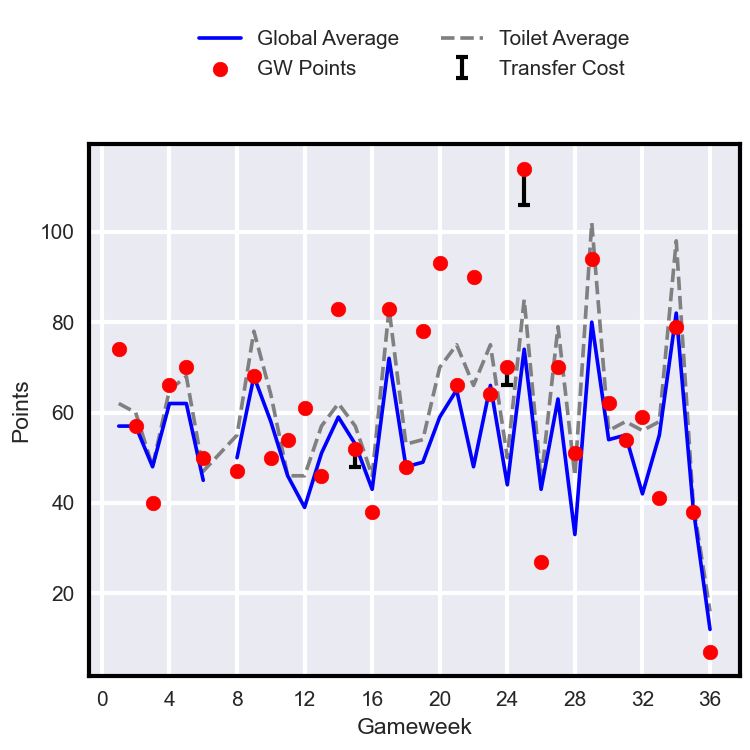 Global Average
Toilet Average
GW Points
Transfer Cost
100
80
60
40
20
Points
0 4 8 12 16 20 24 28 32 36
Gameweek